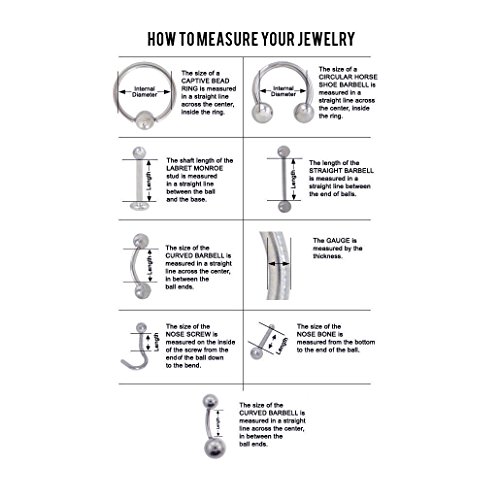 HOW TO MEASURE YOUR JEWELRY
Internal
Diameter
The size of a
CAPTIVE BEAD
RING is measured
in a straight line
across the center,
inside the ring.
Internal
Diameter
The size of a
CIRCULAR HORSE
SHOE BARBELL is
measured in a
straight line across
the center, inside
the ring.
Length
The shaft length of the
LABRET MONROE
stud is measured
in a straight line
between the ball
and the base.
Length
The length of the
STRAIGHT BARBELL
is measured in a
straight line between
the end of balls.
Length
The size of the
CURVED BARBELL is
measured in a straight
line across the center,
in between the
ball ends.
The GAUGE is
measured by the
thickness.
Length
The size of the
NOSE SCREW is
measured on the inside
of the screw from the
end of the ball down
to the bend.
Length
The size of the
NOSE BONE is
measured from the bottom
to the end of the ball.
Length
The size of the
CURVED BARBELL is
measured in a straight
line across the center,
in between the
ball ends.